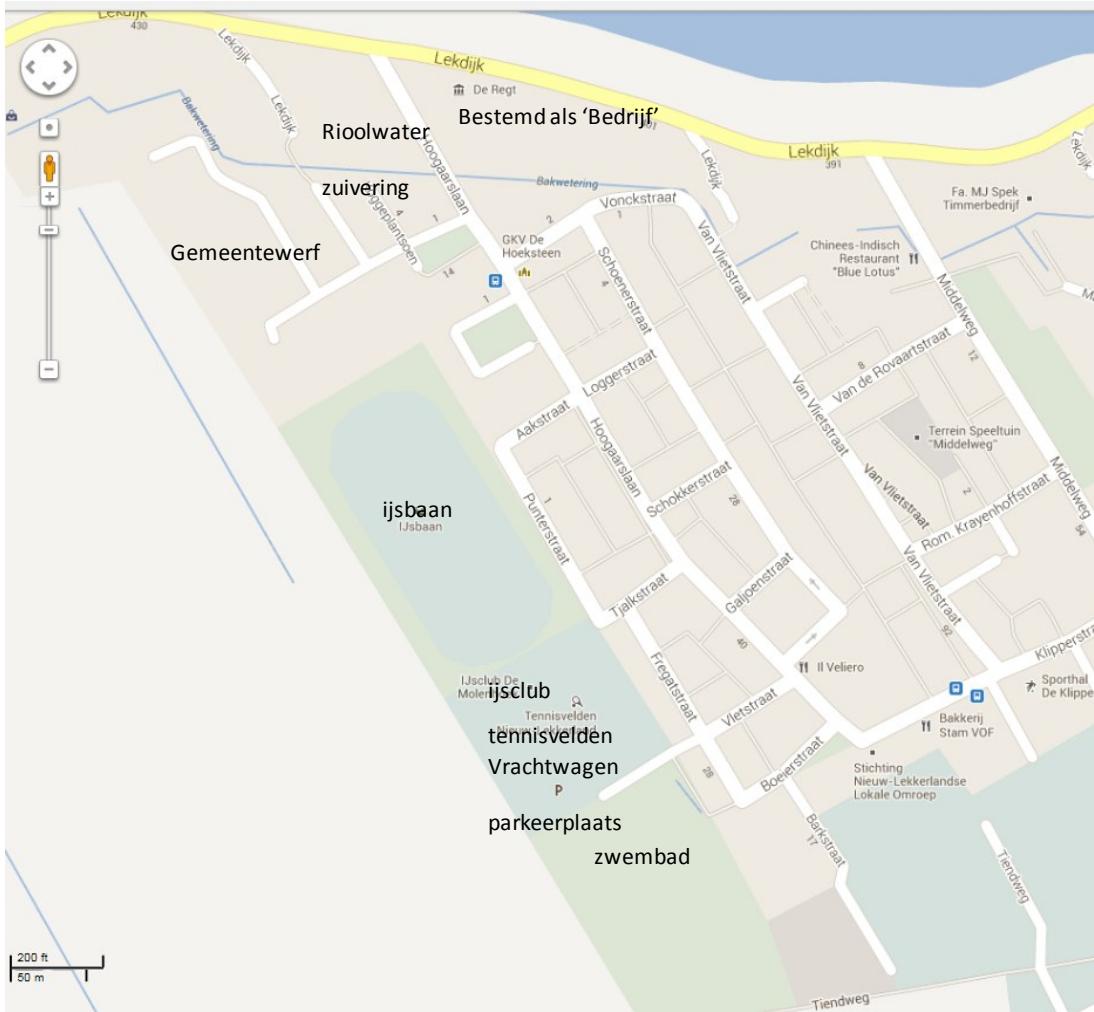 Lekdijk
430
Lekdijk
Lekdijk
De Regt
Bestemd als ‘Bedrijf’
Lekdijk
391
Lekdijk
Lekdijk
Lekdijk
Bakwetering
Rioolwater
zuivering
Hoogaarslaan
Bakwetering
4
1
2
Vonckstraat
1
Fa. MJ Spek
Timmerbedrijf
Gemeentewerf
14
1
GKV De
Hoeksteen
Schoenerstraat
4
Van Vlietstraat
Chinees-Indisch
Restaurant
"Blue Lotus"
Middelweg
12
Loggerstraat
Aakstraat
Hoogaarslaan
Van Vlietstraat
8
Van de Rovaartstraat
Terrein Speeltuin
"Middelweg"
Middelweg
54
ijsbaan
IJsbaan
1
Punterstraat
Schokkerstraat
28
Van Vlietstraat
2
Rom. Krayenhoffstraat
Van Vlietstraat
92
Tjalkstraat
Galjoenstraat
40
Fregatstraat
Il Veliero
Klipperstra
Sporthal
De Klippe
IJsclub De
ijsclub
Tennisvelden
tennisvelden
Vletstraat
Bakkerij
Stam VOF
Vrachtwagen
P
28
Boeierstraat
Stichting
Nieuw-Lekkerlandse
Lokale Omroep
parkeerplaats
zwembad
Barkstraat
17
Tiendweg
200 ft
50 m
Tiendweg